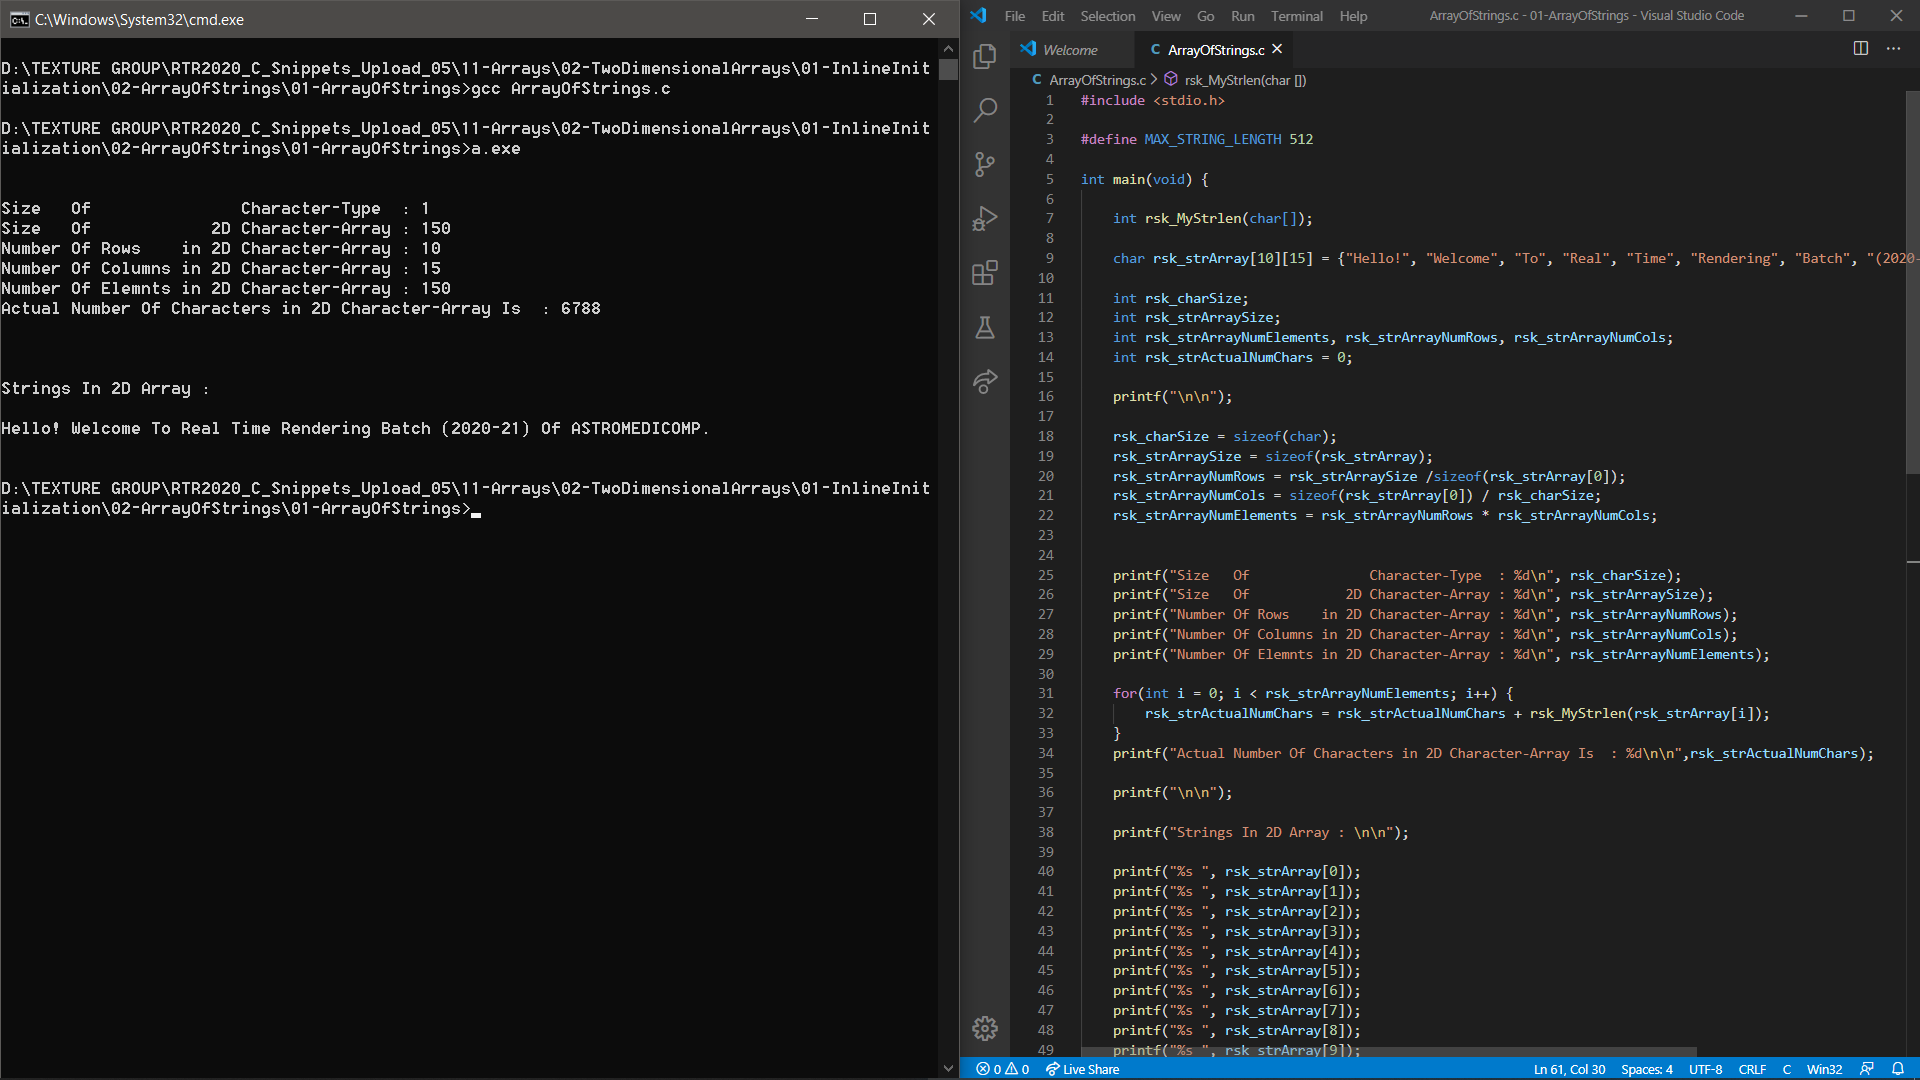 C:\Windows\System32\cmd.exe
D:\TEXTURE GROUP\RTR2020_C_Snippets_Upload_05\11-Arrays\02-TwoDimensionalArrays\01-InlineInit
ialization\02-ArrayOfStrings\01-ArrayOfStrings>gcc ArrayOfStrings.c
D:\TEXTURE GROUP\RTR2020_C_Snippets_Upload_05\11-Arrays\02-TwoDimensionalArrays\01-InlineInit
ialization\02-ArrayOfStrings\01-ArrayOfStrings>a.exe
Size   Of               Character-Type  : 1
Size   Of            2D Character-Array : 150
Number Of Rows    in 2D Character-Array : 10
Number Of Columns in 2D Character-Array : 15
Number Of Elemnts in 2D Character-Array : 150
Actual Number Of Characters in 2D Character-Array Is  : 6788
Strings In 2D Array :
Hello! Welcome To Real Time Rendering Batch (2020-21) Of ASTROMEDICOMP.
D:\TEXTURE GROUP\RTR2020_C_Snippets_Upload_05\11-Arrays\02-TwoDimensionalArrays\01-InlineInit
ialization\02-ArrayOfStrings\01-ArrayOfStrings>
File Edit Selection View Go Run Terminal Help ArrayOfStrings.c - 01-ArrayOfStrings - Visual Studio Code
Welcome C ArrayOfStrings.c
C ArrayOfStrings.c > rsk_MyStrlen(char [])
1 #include <stdio.h>
2
3 #define MAX_STRING_LENGTH 512
4
5 int main(void) {
6
7     int rsk_MyStrlen(char[]);
8
9     char rsk_strArray[10][15] = {"Hello!", "Welcome", "To", "Real", "Time", "Rendering", "Batch", "(2020-
10
11     int rsk_charSize;
12     int rsk_strArraySize;
13     int rsk_strArrayNumElements, rsk_strArrayNumRows, rsk_strArrayNumCols;
14     int rsk_strActualNumChars = 0;
15
16     printf("\n\n");
17
18     rsk_charSize = sizeof(char);
19     rsk_strArraySize = sizeof(rsk_strArray);
20     rsk_strArrayNumRows = rsk_strArraySize /sizeof(rsk_strArray[0]);
21     rsk_strArrayNumCols = sizeof(rsk_strArray[0]) / rsk_charSize;
22     rsk_strArrayNumElements = rsk_strArrayNumRows * rsk_strArrayNumCols;
23
24
25     printf("Size   Of               Character-Type  : %d\n", rsk_charSize);
26     printf("Size   Of            2D Character-Array : %d\n", rsk_strArraySize);
27     printf("Number Of Rows    in 2D Character-Array : %d\n", rsk_strArrayNumRows);
28     printf("Number Of Columns in 2D Character-Array : %d\n", rsk_strArrayNumCols);
29     printf("Number Of Elemnts in 2D Character-Array : %d\n", rsk_strArrayNumElements);
30
31     for(int i = 0; i < rsk_strArrayNumElements; i++) {
32         rsk_strActualNumChars = rsk_strActualNumChars + rsk_MyStrlen(rsk_strArray[i]);
33     }
34     printf("Actual Number Of Characters in 2D Character-Array Is  : %d\n\n",rsk_strActualNumChars);
35
36     printf("\n\n");
37
38     printf("Strings In 2D Array : \n\n");
39
40     printf("%s ", rsk_strArray[0]);
41     printf("%s ", rsk_strArray[1]);
42     printf("%s ", rsk_strArray[2]);
43     printf("%s ", rsk_strArray[3]);
44     printf("%s ", rsk_strArray[4]);
45     printf("%s ", rsk_strArray[5]);
46     printf("%s ", rsk_strArray[6]);
47     printf("%s ", rsk_strArray[7]);
48     printf("%s ", rsk_strArray[8]);
49     printf("%s ", rsk_strArray[9]);
0 0 Live Share Ln 61, Col 30 Spaces: 4 UTF-8 CRLF C Win32